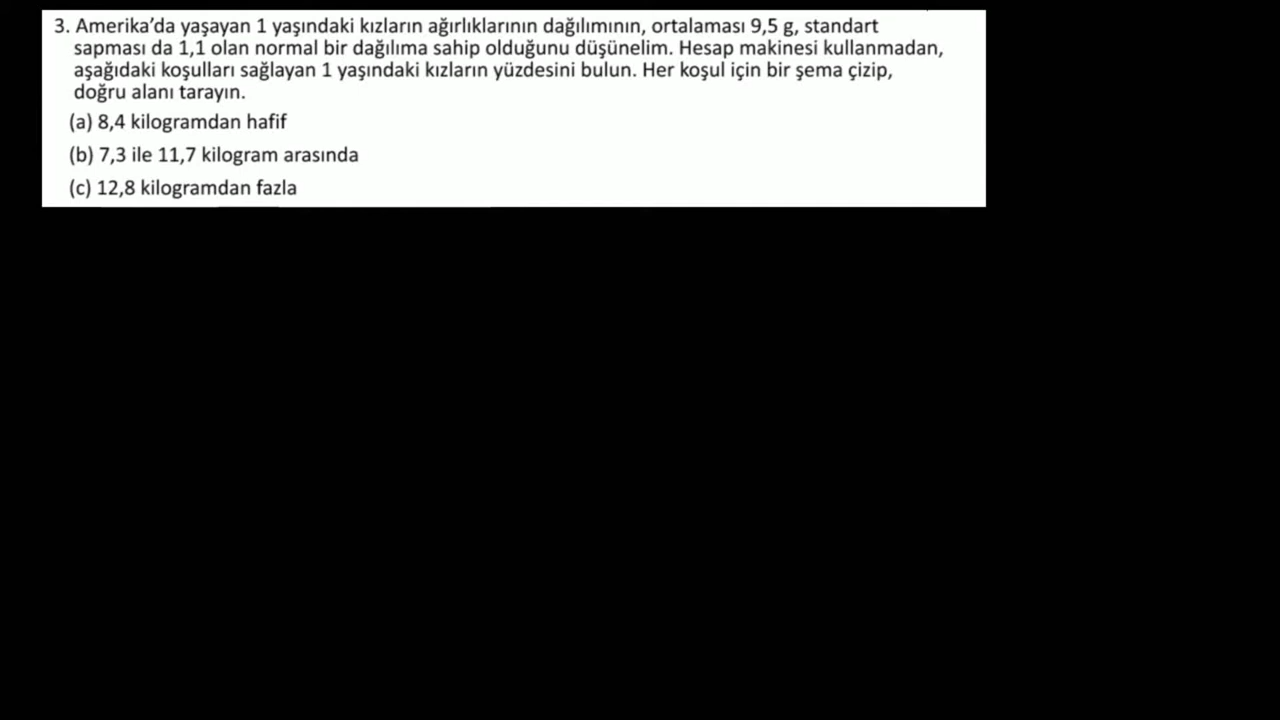 3. Amerika’da yaşayan 1 yaşındaki kızların ağırlıklarının dağılımının, ortalaması 9,5 g, standart
sapması da 1,1 olan normal bir dağılıma sahip olduğunu düşünelim. Hesap makinesi kullanmadan,
aşağıdaki koşulları sağlayan 1 yaşındaki kızların yüzdesini bulun. Her koşul için bir şema çizip,
doğru alanı tarayın.
(a) 8,4 kilogramdan hafif
(b) 7,3 ile 11,7 kilogram arasında
(c) 12,8 kilogramdan fazla